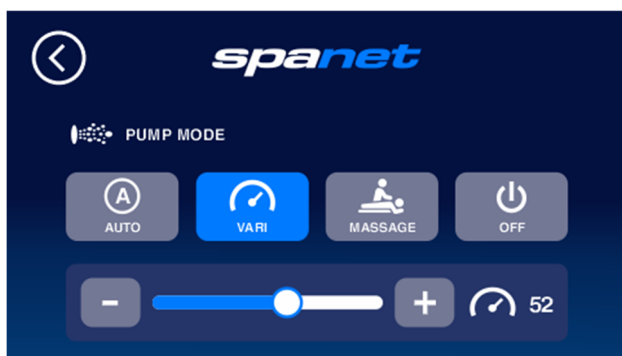 spanet
PUMP MODE
A
AUTO VARI MASSAGE OFF
- + 52